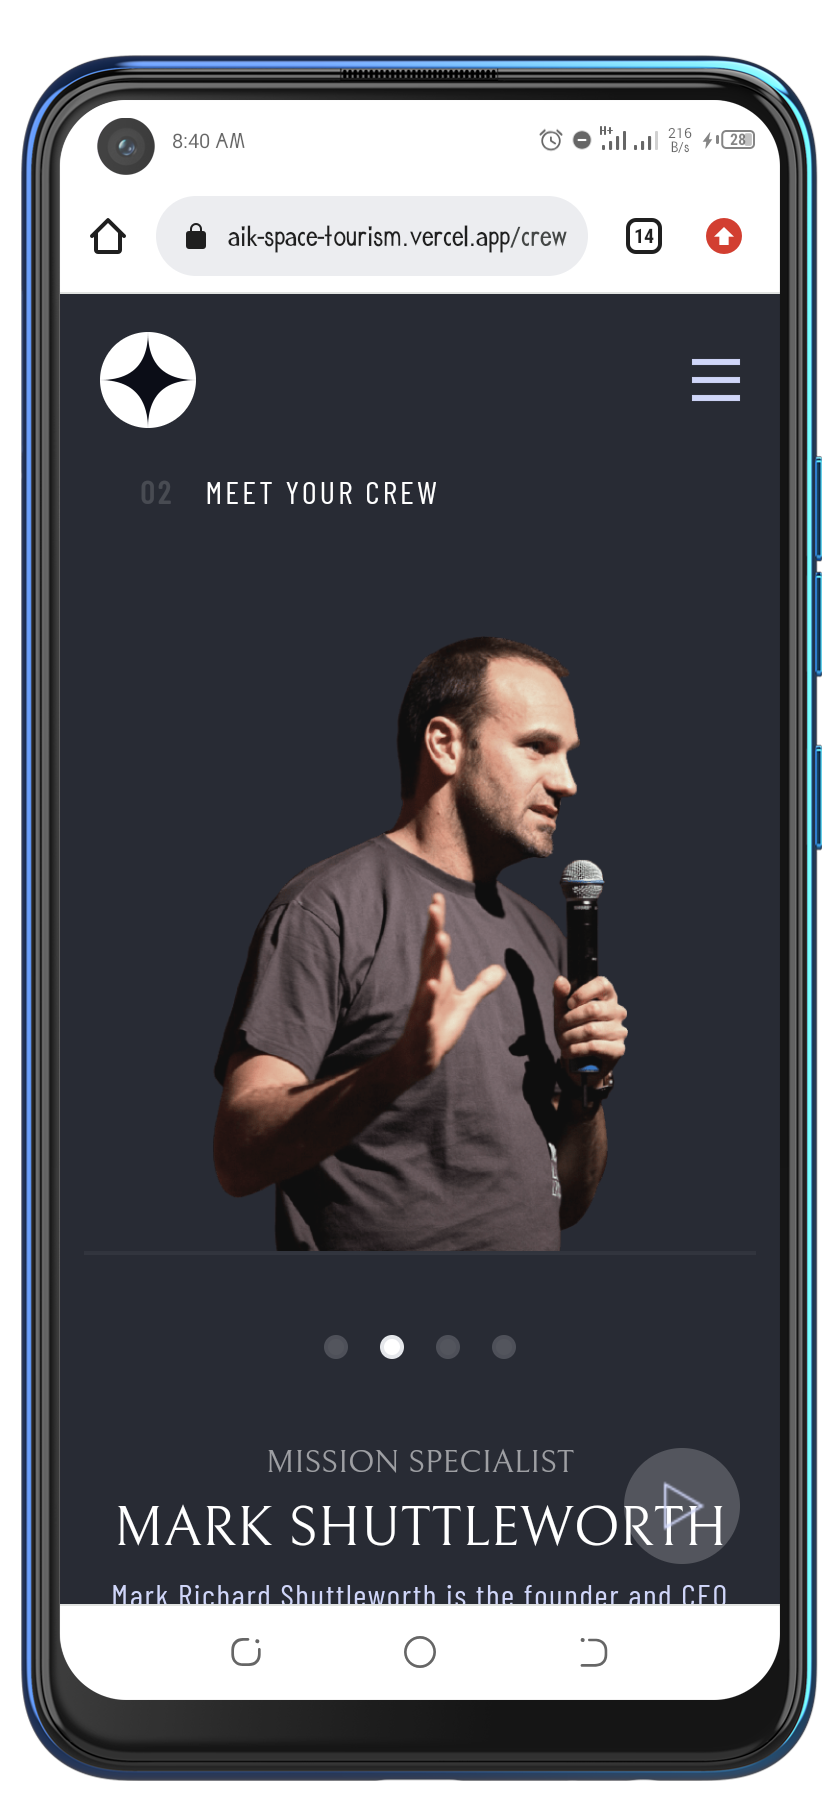 8:40 AM
H+
216
B/s
28
aik-space-tourism.vercel.app/crew
14
02 MEET YOUR CREW
MISSION SPECIALIST
MARK SHUTTLEWORTH
Mark Richard Shuttleworth is the founder and CEO